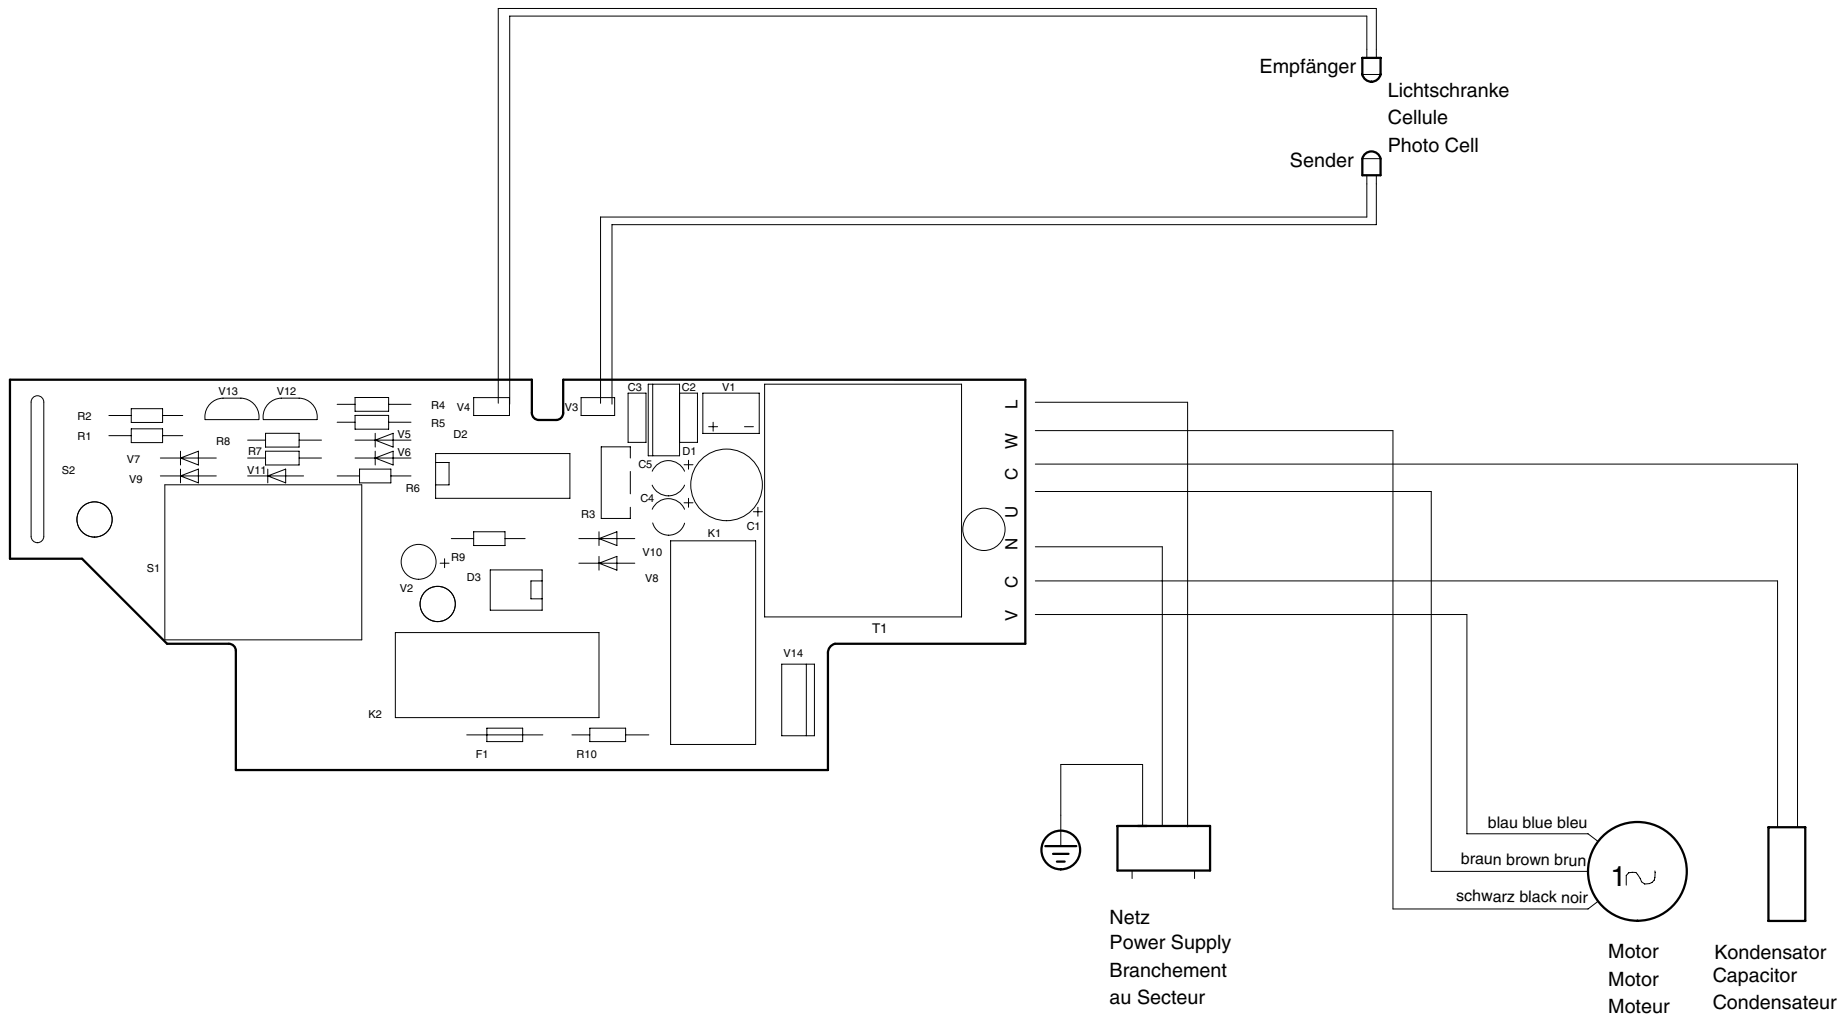 Empfänger
Lichtschranke
Cellule
Photo Cell
Sender
V13
V12
R4
V4
V3
C3
C2
V1
R2
R5
R1
R8
V5
D2
+ −
L
W
V7
R7
V6
D1
S2
V9
V11
R6
C5 +
C
C4 +
R3
C1 +
U
K1
N
V10
R9 +
S1
D3
V8
V2
C
V
T1
V14
K2
F1
R10
blau blue bleu
braun brown brun
schwarz black noir
1
Netz
Power Supply
Branchement
au Secteur
Motor
Motor
Moteur
Kondensator
Capacitor
Condensateur